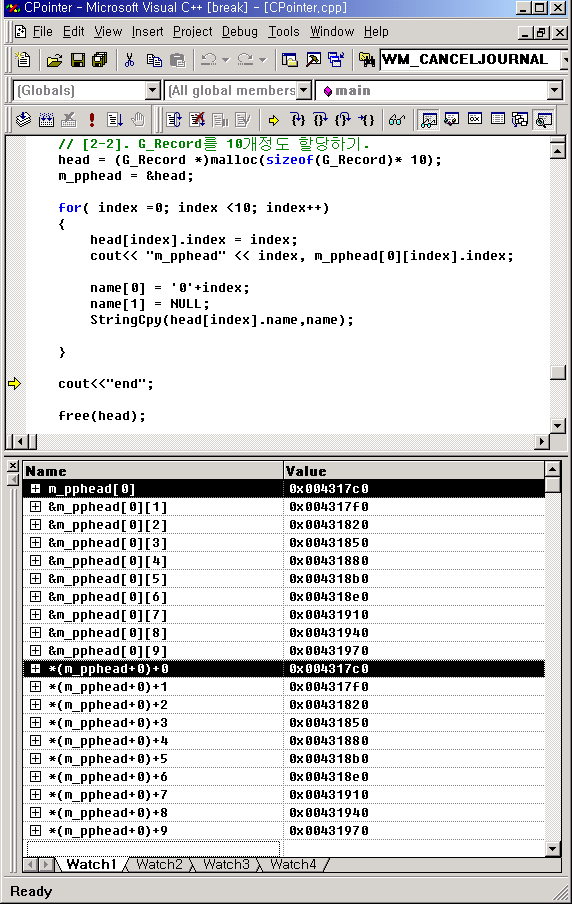 CPointer - Microsoft Visual C++ [break] - [CPointer.cpp]
File Edit View Insert Project Debug Tools Window Help
WM_CANCELJOURNAL
(Globals) (All global members main
// [2-2]. G_Record를 10개정도 할당하기.
head = (G_Record *)malloc(sizeof(G_Record)* 10);
m_pphead = &head;
for( index =0; index <10; index++)
{
head[index].index = index;
cout<< "m_pphead" << index, m_pphead[0][index].index;
name[0] = '0'+index;
name[1] = NULL;
StringCpy(head[index].name,name);
}
cout<<"end";
free(head);
Name Value
m_pphead[0] 0x004317c0
&m_pphead[0][1] 0x004317f0
&m_pphead[0][2] 0x00431820
&m_pphead[0][3] 0x00431850
&m_pphead[0][4] 0x00431880
&m_pphead[0][5] 0x004318b0
&m_pphead[0][6] 0x004318e0
&m_pphead[0][7] 0x00431910
&m_pphead[0][8] 0x00431940
&m_pphead[0][9] 0x00431970
*(m_pphead+0)+0 0x004317c0
*(m_pphead+0)+1 0x004317f0
*(m_pphead+0)+2 0x00431820
*(m_pphead+0)+3 0x00431850
*(m_pphead+0)+4 0x00431880
*(m_pphead+0)+5 0x004318b0
*(m_pphead+0)+6 0x004318e0
*(m_pphead+0)+7 0x00431910
*(m_pphead+0)+8 0x00431940
*(m_pphead+0)+9 0x00431970
Watch1 Watch2 Watch3 Watch4
Ready